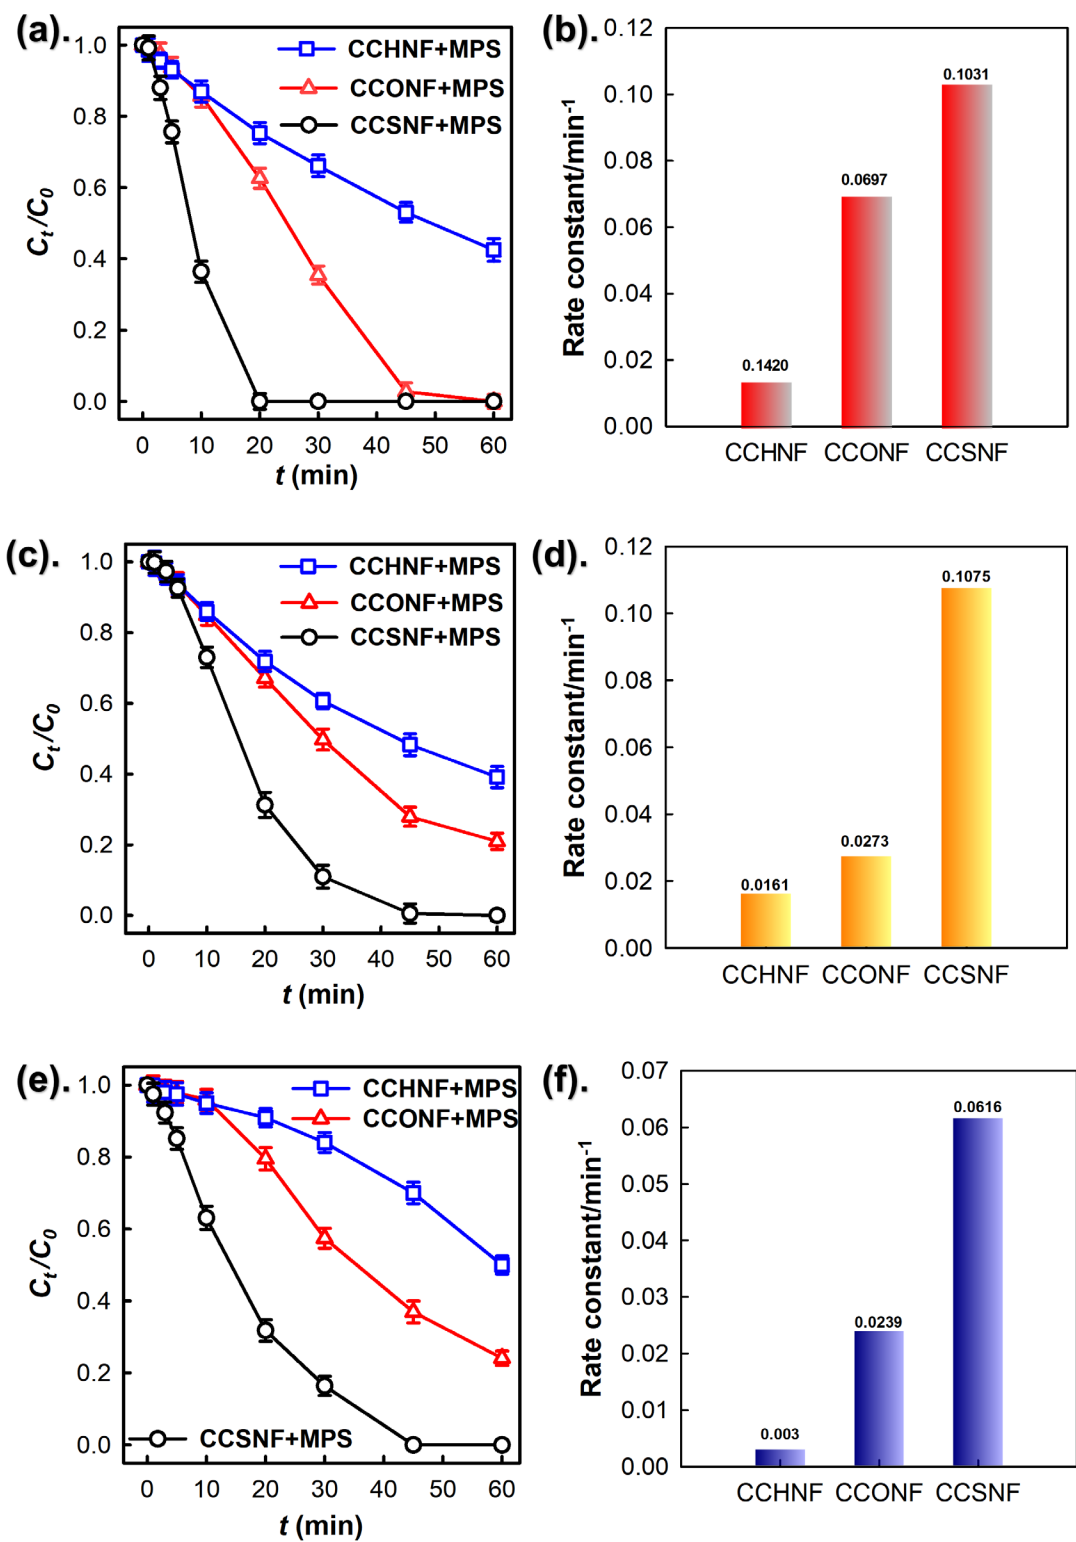 (a).
1.0
0.8
0.6
0.4
0.2
0.0
Ct/C0
CCHNF+MPS
CCONF+MPS
CCSNF+MPS
0 10 20 30 40 50 60
t (min)
(b).
0.12
0.10
0.08
0.06
0.04
0.02
0.00
Rate constant/min-1
0.1420
0.0697
0.1031
CCHNF CCONF CCSNF
(c).
1.0
0.8
0.6
0.4
0.2
0.0
Ct/C0
CCHNF+MPS
CCONF+MPS
CCSNF+MPS
0 10 20 30 40 50 60
t (min)
(d).
0.12
0.10
0.08
0.06
0.04
0.02
0.00
Rate constant/min-1
0.0161
0.0273
0.1075
CCHNF CCONF CCSNF
(e).
1.0
0.8
0.6
0.4
0.2
0.0
Ct/C0
CCHNF+MPS
CCONF+MPS
CCSNF+MPS
0 10 20 30 40 50 60
t (min)
(f).
0.07
0.06
0.05
0.04
0.03
0.02
0.01
0.00
Rate constant/min-1
0.003
0.0239
0.0616
CCHNF CCONF CCSNF